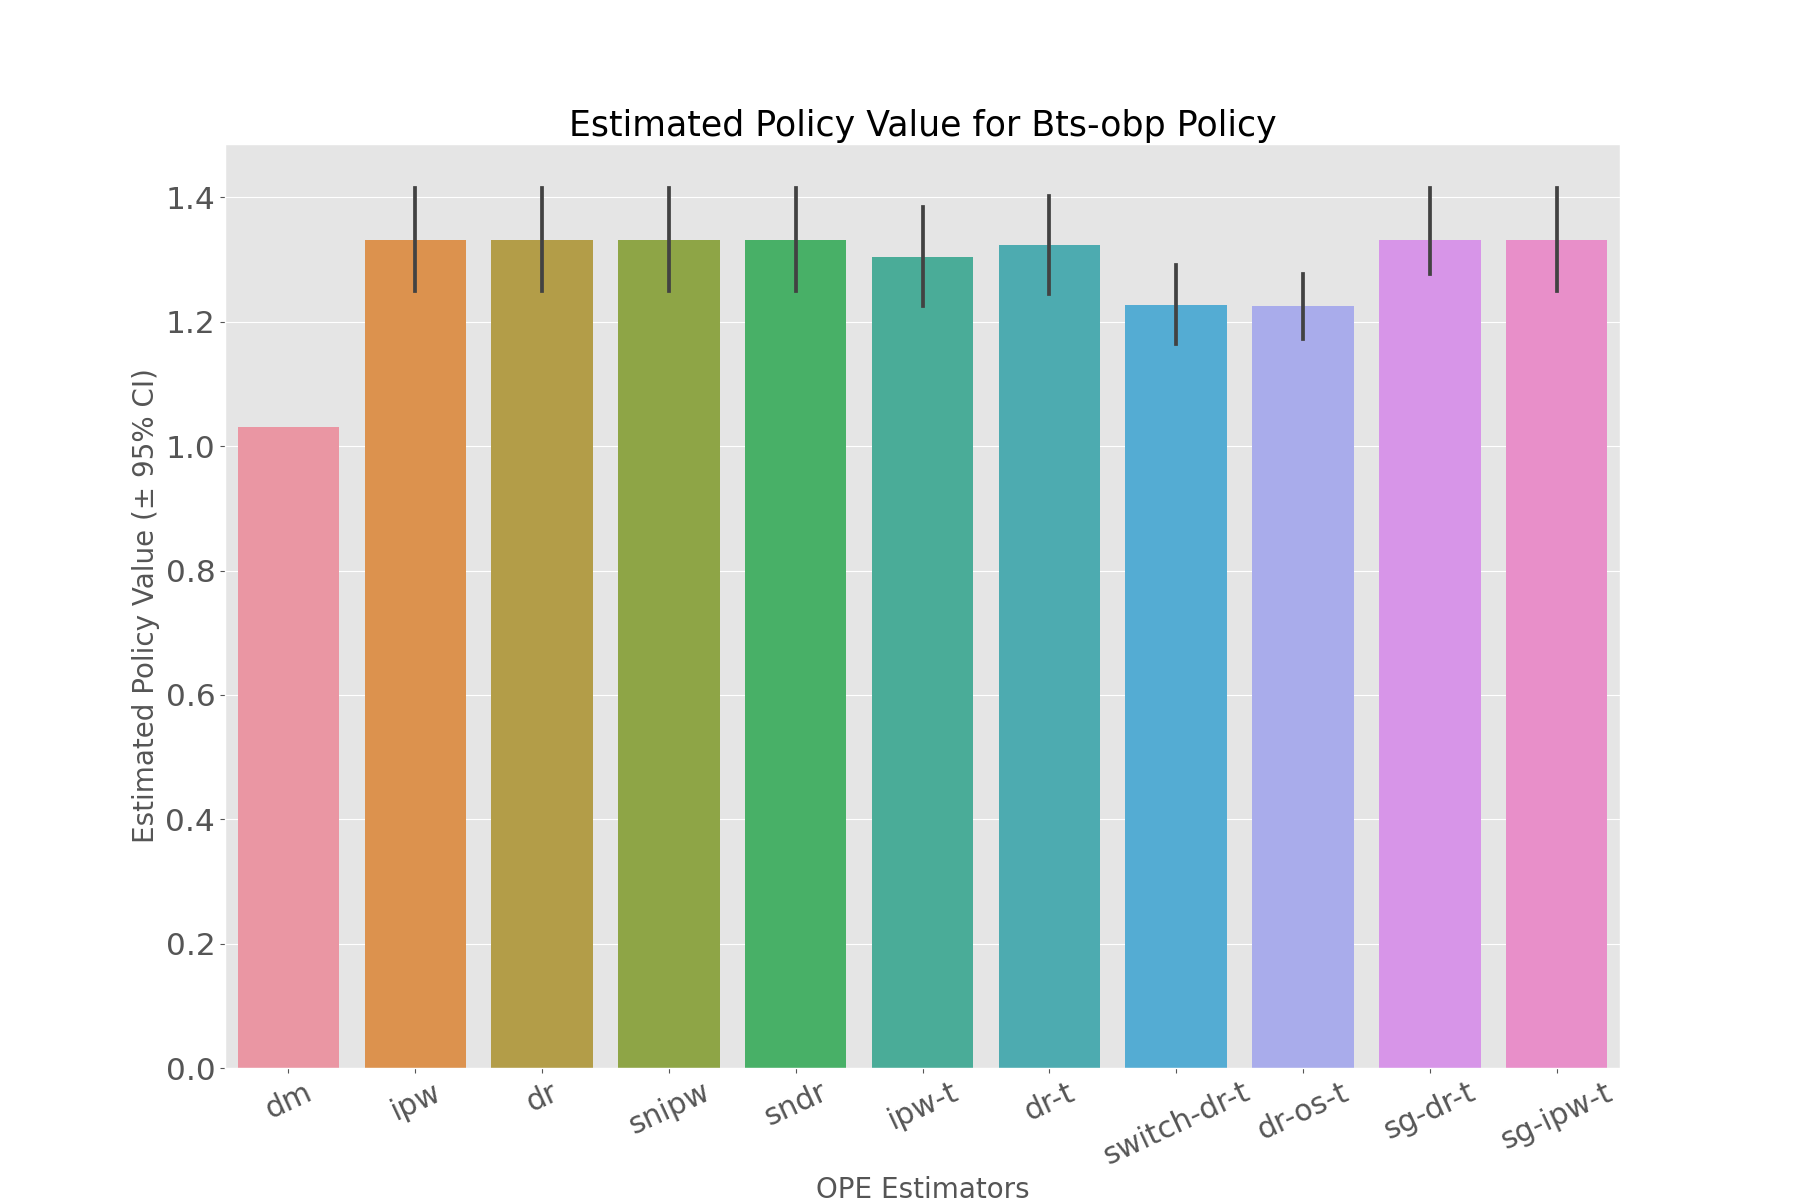 Estimated Policy Value for Bts-obp Policy
Estimated Policy Value (± 95% CI)
1.4
1.2
1.0
0.8
0.6
0.4
0.2
0.0
dm
ipw
dr
snipw
sndr
ipw-t
dr-t
switch-dr-t
dr-os-t
sg-dr-t
sg-ipw-t
OPE Estimators